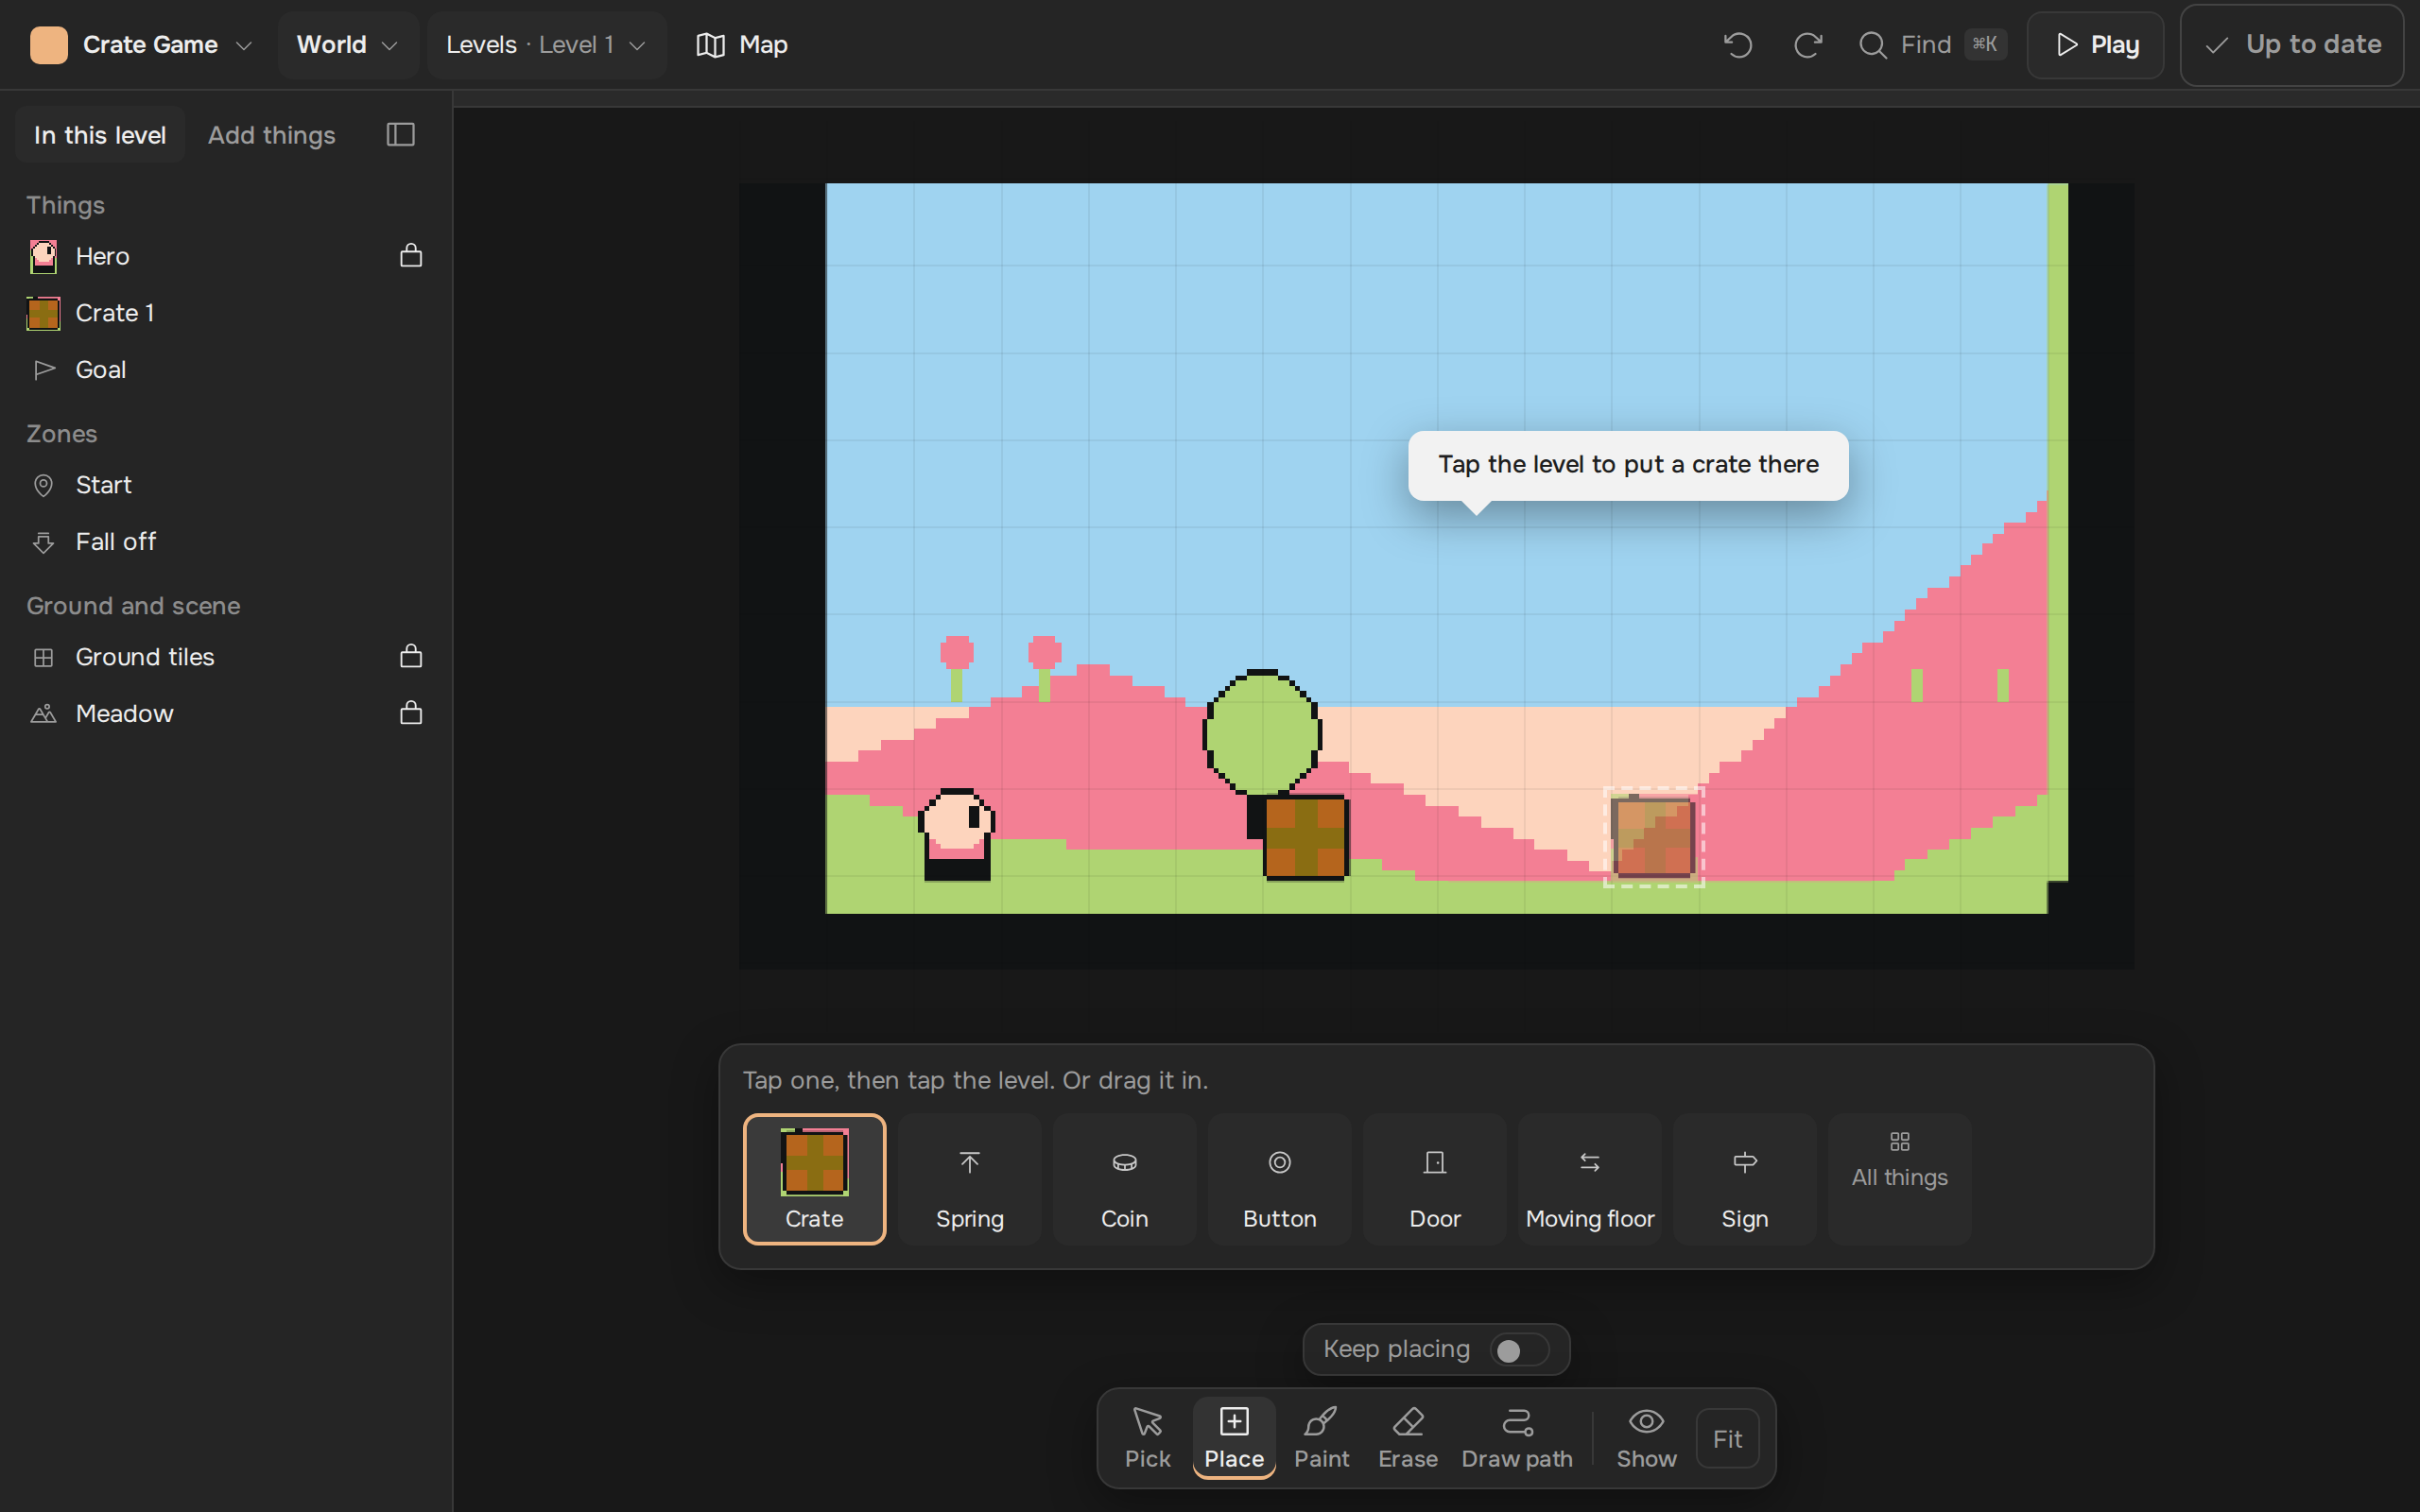 Crate Game
World
Levels · Level 1
Map
Find ⌘K
Play
Up to date
In this level
Add things
Things
Hero
Crate 1
Goal
Zones
Start
Fall off
Ground and scene
Ground tiles
Meadow
Tap the level to put a crate there
Tap one, then tap the level. Or drag it in.
Crate
Spring
Coin
Button
Door
Moving floor
Sign
All things
Keep placing
Pick
Place
Paint
Erase
Draw path
Show
Fit